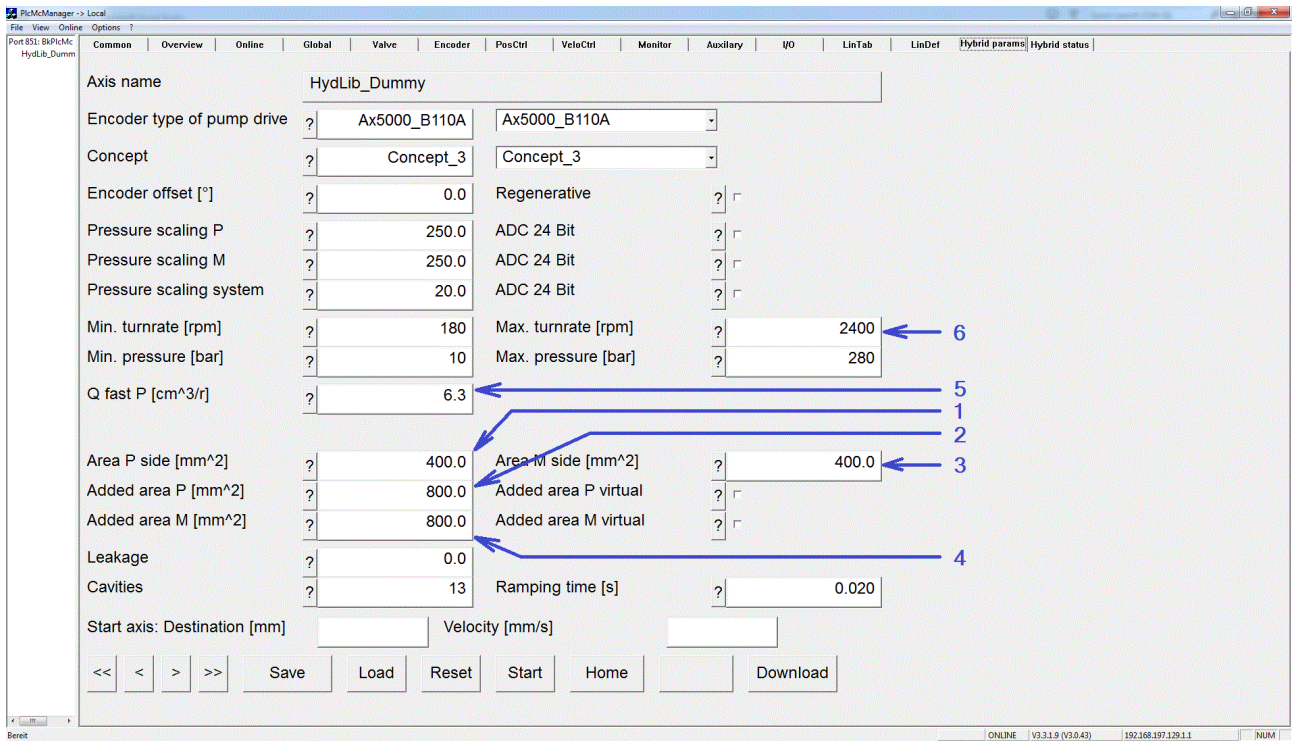 PlcMcManager -> Local
File View Online Options ?
Port 851: BkPlcMc
HydLib_Dumm
Common Overview Online Global Valve Encoder PosCtrl VeloCtrl Monitor Auxilary I/O LinTab LinDef Hybrid params Hybrid status
Axis name HydLib_Dummy
Encoder type of pump drive ? Ax5000_B110A Ax5000_B110A
Concept ? Concept_3 Concept_3
Encoder offset [°] ? 0.0 Regenerative ?
Pressure scaling P ? 250.0 ADC 24 Bit ?
Pressure scaling M ? 250.0 ADC 24 Bit ?
Pressure scaling system ? 20.0 ADC 24 Bit ?
Min. turnrate [rpm] ? 180 Max. turnrate [rpm] ? 2400 6
Min. pressure [bar] ? 10 Max. pressure [bar] ? 280
Q fast P [cm^3/r] ? 6.3 5
1
2
Area P side [mm^2] ? 400.0 Area M side [mm^2] ? 400.0 3
Added area P [mm^2] ? 800.0 Added area P virtual ?
Added area M [mm^2] ? 800.0 Added area M virtual ?
4
Leakage ? 0.0
Cavities ? 13 Ramping time [s] ? 0.020
Start axis: Destination [mm] Velocity [mm/s]
<< < > >> Save Load Reset Start Home Download
Bereit ONLINE V3.3.1.9 (V3.0.43) 192.168.197.129.1.1 NUM